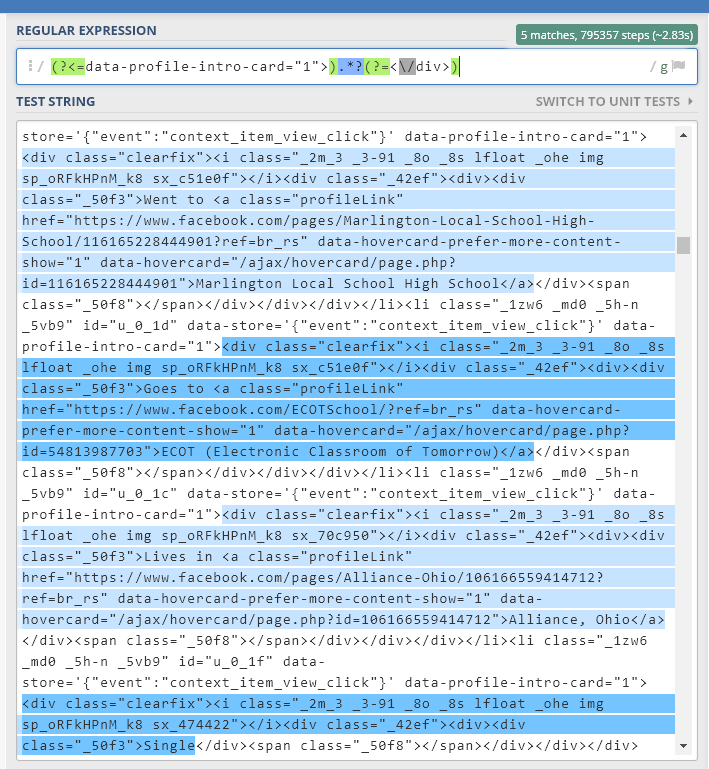 REGULAR EXPRESSION
5 matches, 795357 steps (~2.83s)
/ (?<=data-profile-intro-card="1">).*?(?=<\/div>) / g
TEST STRING
SWITCH TO UNIT TESTS
store='{"event":"context_item_view_click"}' data-profile-intro-card="1">
<div class="clearfix"><i class="_2m_3 _3-91 _8o _8s lfloat _ohe img
sp_oRFkHPnM_k8 sx_c51e0f"></i><div class="_42ef"><div><div
class="_50f3">Went to <a class="profileLink"
href="https://www.facebook.com/pages/Marlington-Local-School-High-
School/116165228444901?ref=br_rs" data-hovercard-prefer-more-content-
show="1" data-hovercard="/ajax/hovercard/page.php?
id=116165228444901">Marlington Local School High School</a></div><span
class="_50f8"></span></div></div></div></li><li class="_1zw6 _md0 _5h-n
_5vb9" id="u_0_1d" data-store='{"event":"context_item_view_click"}' data-
profile-intro-card="1"><div class="clearfix"><i class="_2m_3 _3-91 _8o _8s
lfloat _ohe img sp_oRFkHPnM_k8 sx_c51e0f"></i><div class="_42ef"><div><div
class="_50f3">Goes to <a class="profileLink"
href="https://www.facebook.com/ECOTSchool/?ref=br_rs" data-hovercard-
prefer-more-content-show="1" data-hovercard="/ajax/hovercard/page.php?
id=54813987703">ECOT (Electronic Classroom of Tomorrow)</a></div><span
class="_50f8"></span></div></div></div></li><li class="_1zw6 _md0 _5h-n
_5vb9" id="u_0_1c" data-store='{"event":"context_item_view_click"}' data-
profile-intro-card="1"><div class="clearfix"><i class="_2m_3 _3-91 _8o _8s
lfloat _ohe img sp_oRFkHPnM_k8 sx_70c950"></i><div class="_42ef"><div><div
class="_50f3">Lives in <a class="profileLink"
href="https://www.facebook.com/pages/Alliance-Ohio/106166559414712?
ref=br_rs" data-hovercard-prefer-more-content-show="1" data-
hovercard="/ajax/hovercard/page.php?id=106166559414712">Alliance, Ohio</a>
</div><span class="_50f8"></span></div></div></div></li><li class="_1zw6
_md0 _5h-n _5vb9" id="u_0_1f" data-
store='{"event":"context_item_view_click"}' data-profile-intro-card="1">
<div class="clearfix"><i class="_2m_3 _3-91 _8o _8s lfloat _ohe img
sp_oRFkHPnM_k8 sx_474422"></i><div class="_42ef"><div><div
class="_50f3">Single</div><span class="_50f8"></span></div></div></div>